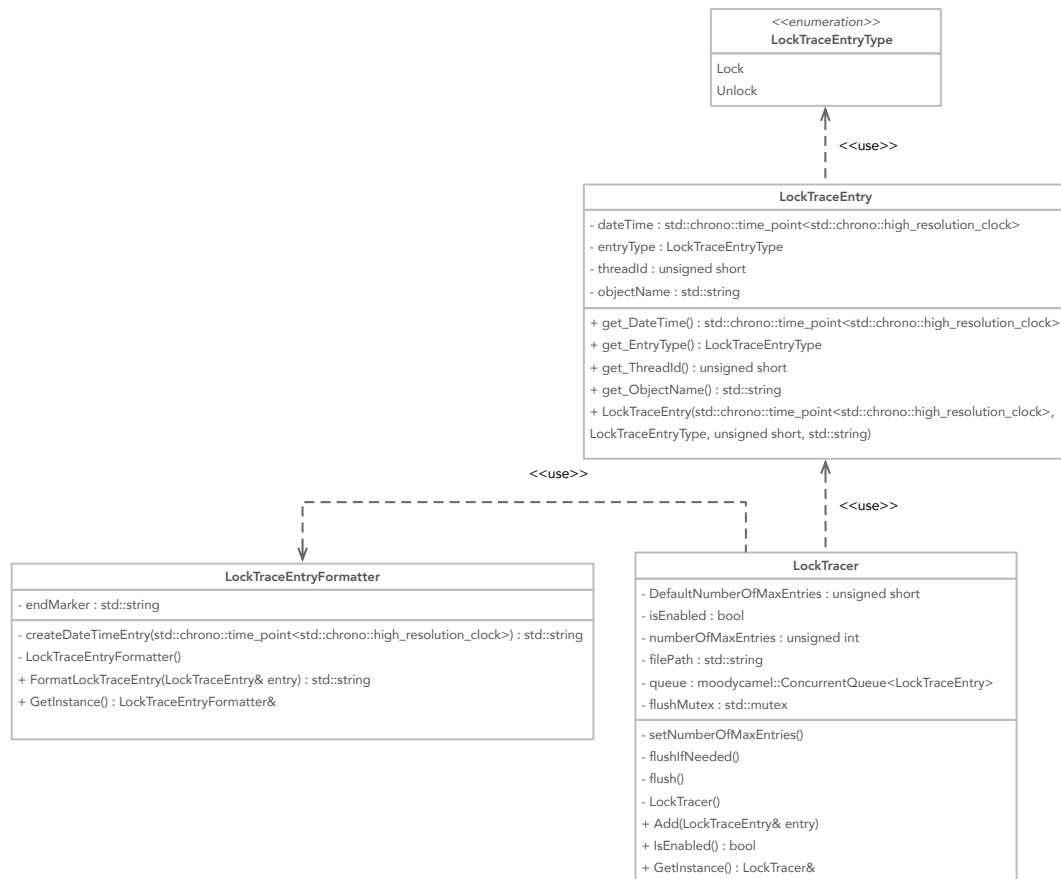 <<enumeration>>
LockTraceEntryType
Lock
Unlock
<<use>>
LockTraceEntry
- dateTime : std::chrono::time_point<std::chrono::high_resolution_clock>
- entryType : LockTraceEntryType
- threadId : unsigned short
- objectName : std::string
+ get_DateTime() : std::chrono::time_point<std::chrono::high_resolution_clock>
+ get_EntryType() : LockTraceEntryType
+ get_ThreadId() : unsigned short
+ get_ObjectName() : std::string
+ LockTraceEntry(std::chrono::time_point<std::chrono::high_resolution_clock>,
LockTraceEntryType, unsigned short, std::string)
<<use>>
<<use>>
LockTraceEntryFormatter
- endMarker : std::string
- createDateTimeEntry(std::chrono::time_point<std::chrono::high_resolution_clock>) : std::string
- LockTraceEntryFormatter()
+ FormatLockTraceEntry(LockTraceEntry& entry) : std::string
+ GetInstance() : LockTraceEntryFormatter&
LockTracer
- DefaultNumberOfMaxEntries : unsigned short
- isEnabled : bool
- numberOfMaxEntries : unsigned int
- filePath : std::string
- queue : moodycamel::ConcurrentQueue<LockTraceEntry>
- flushMutex : std::mutex
- setNumberOfMaxEntries()
- flushIfNeeded()
- flush()
- LockTracer()
+ Add(LockTraceEntry& entry)
+ IsEnabled() : bool
+ GetInstance() : LockTracer&